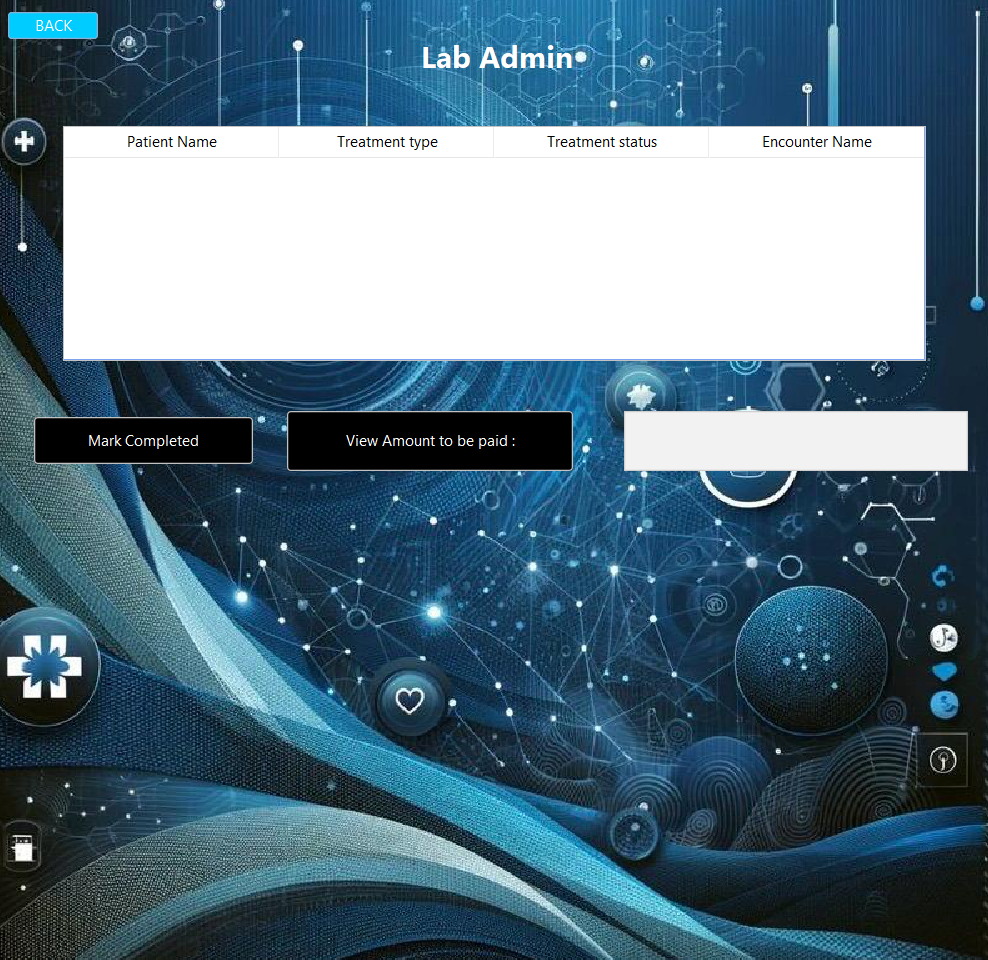 BACK
Lab Admin
Patient Name Treatment type Treatment status Encounter Name
Mark Completed
View Amount to be paid :